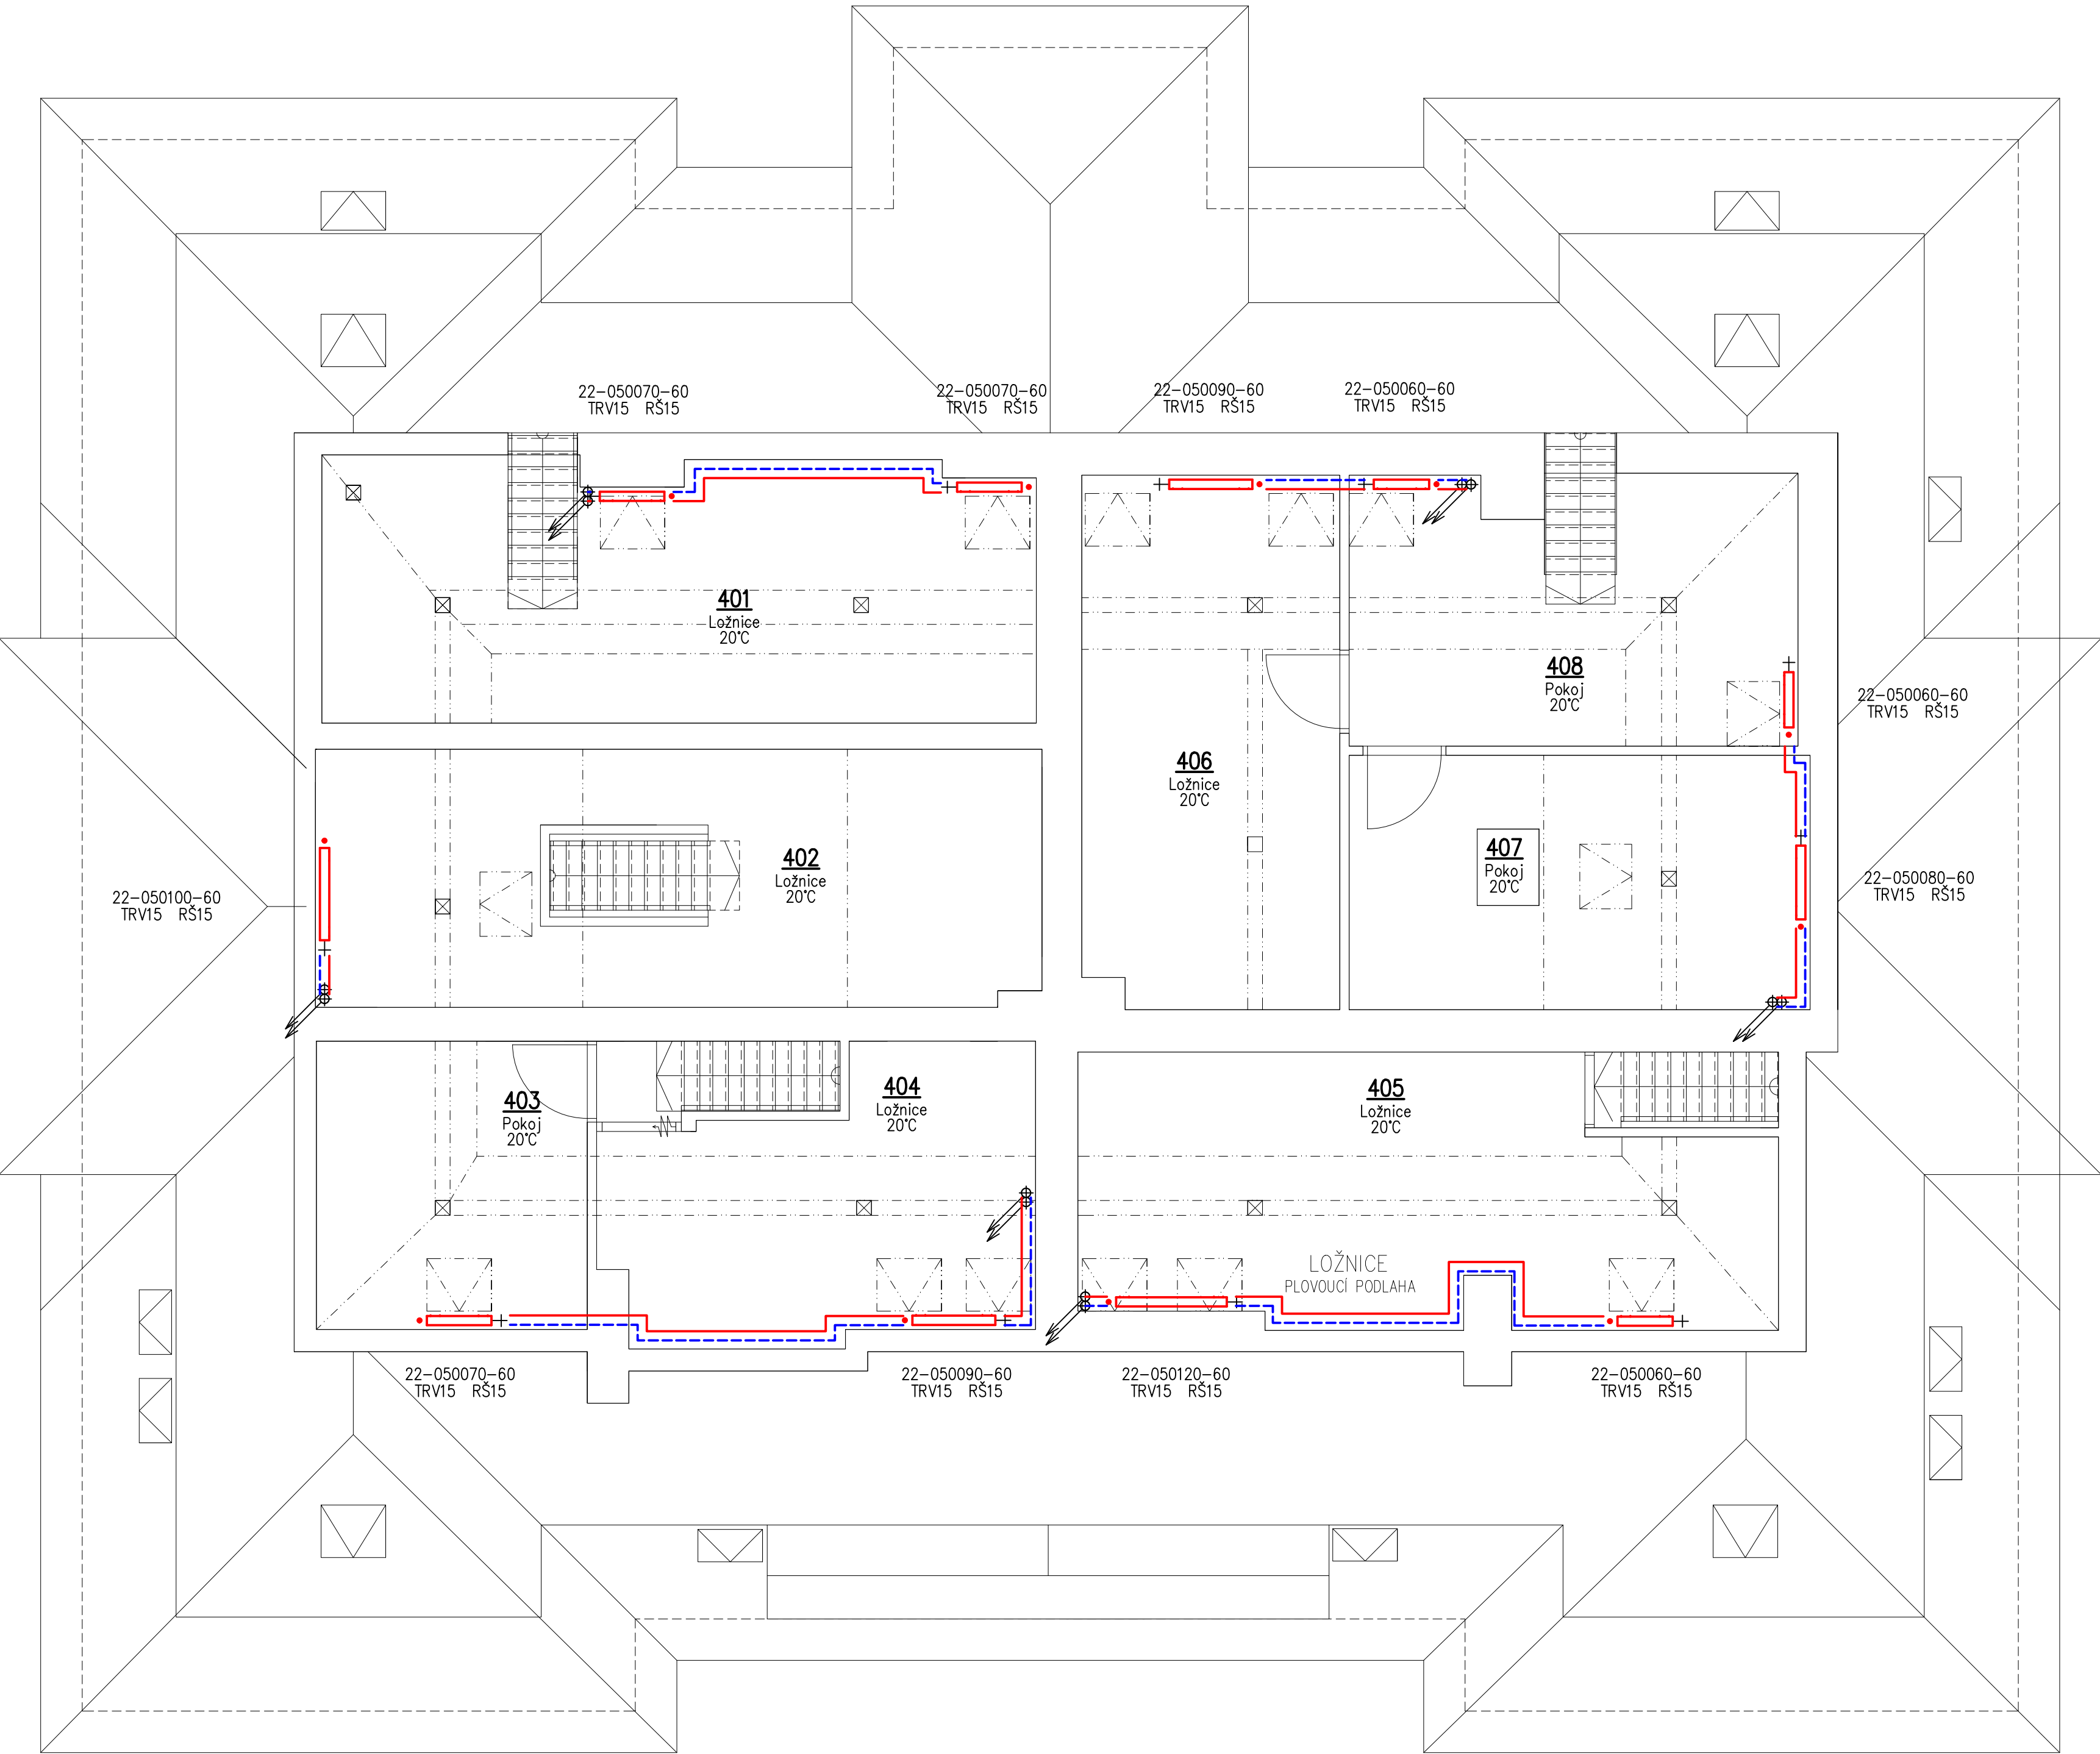 22-050070-60
TRV15 RŠ15
22-050070-60
TRV15 RŠ15
22-050090-60
TRV15 RŠ15
22-050060-60
TRV15 RŠ15
401
Ložnice
20°C
408
Pokoj
20°C
22-050060-60
TRV15 RŠ15
406
Ložnice
20°C
402
Ložnice
20°C
407
Pokoj
20°C
22-050100-60
TRV15 RŠ15
22-050080-60
TRV15 RŠ15
403
Pokoj
20°C
404
Ložnice
20°C
405
Ložnice
20°C
LOŽNICE
PLOVOUCÍ PODLAHA
22-050070-60
TRV15 RŠ15
22-050090-60
TRV15 RŠ15
22-050120-60
TRV15 RŠ15
22-050060-60
TRV15 RŠ15